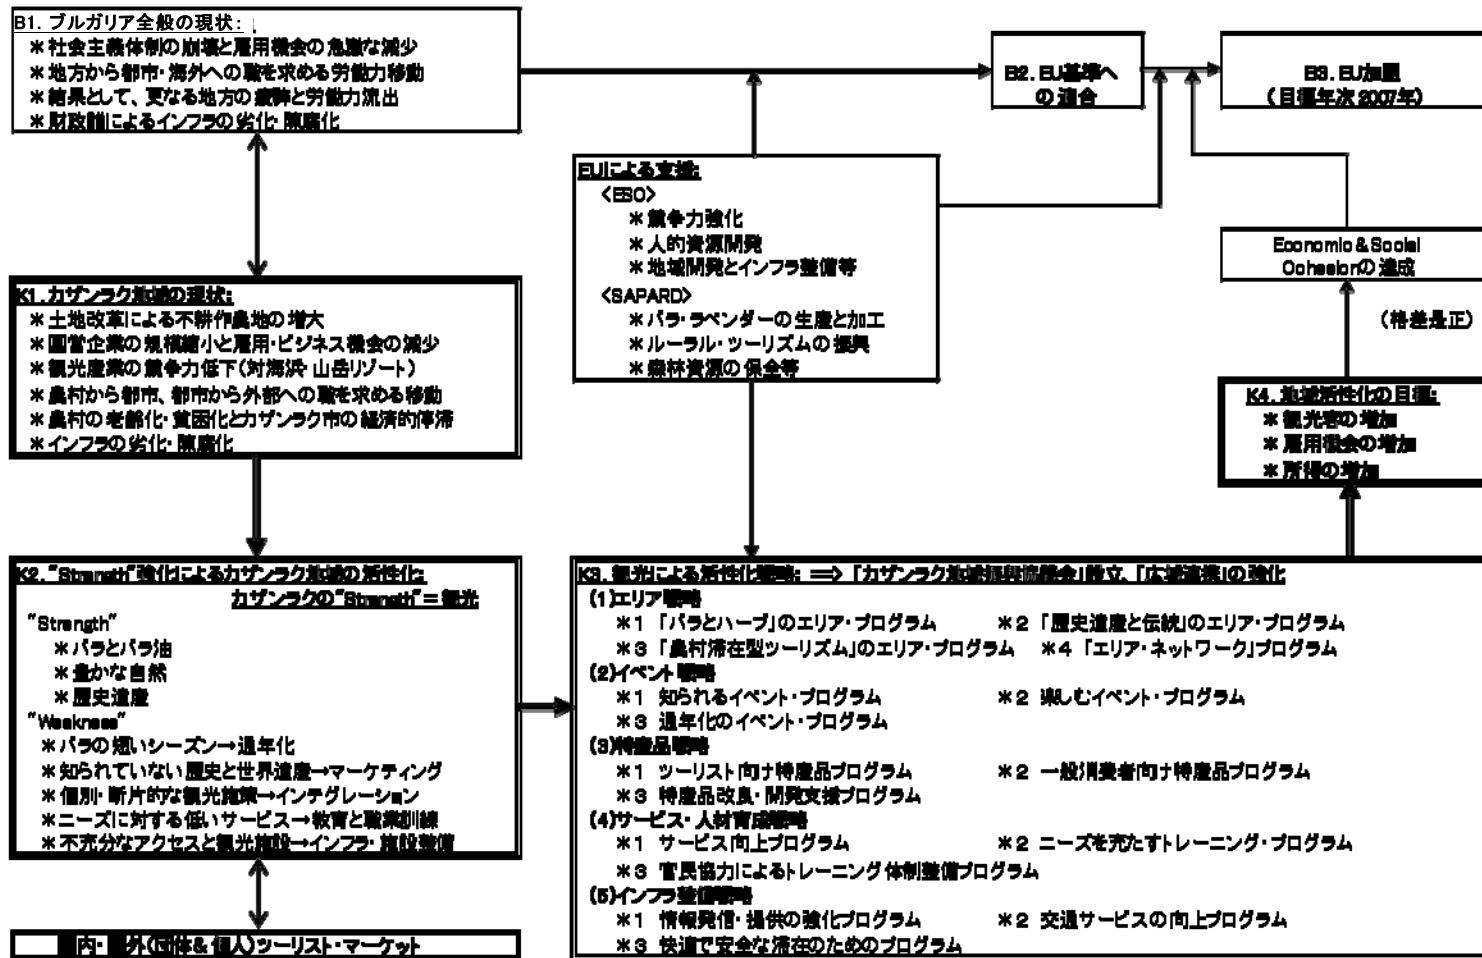 B1. ブルガリア全般の現状:
＊社会主義体制の崩壊と雇用機会の急激な減少
＊地方から都市・海外への職を求める労働力移動
＊結果として、更なる地方の疲弊と労働力流出
＊財政難によるインフラの劣化・陳腐化
B2. EU基準へ
の適合
B3. EU加盟
(目標年次 2007年)
EUによる支援:
<ESC>
＊競争力強化
＊人的資源開発
＊地域開発とインフラ整備等
<SAPARD>
＊バラ・ラベンダーの生産と加工
＊ルーラル・ツーリズムの振興
＊森林資源の保全等
Economic & Social
Cohesionの達成
(格差是正)
K1. カザンラク地域の現状:
＊土地改革による不耕作農地の増大
＊国営企業の規模縮小と雇用・ビジネス機会の減少
＊観光産業の競争力低下(対海浜・山岳リゾート)
＊農村から都市、都市から外部への職を求める移動
＊農村の老齢化・貧困化とカザンラク市の経済的停滞
＊インフラの劣化・陳腐化
K4. 地域活性化の目標:
＊観光客の増加
＊雇用機会の増加
＊所得の増加
K2. "Strength"強化によるカザンラク地域の活性化:
カザンラクの"Strength"＝観光
"Strength"
＊バラとバラ油
＊豊かな自然
＊歴史遺産
"Weakness"
＊バラの短いシーズン→通年化
＊知られていない歴史と世界遺産→マーケティング
＊個別・断片的な観光施策→インテグレーション
＊ニーズに対する低いサービス→教育と職業訓練
＊不充分なアクセスと観光施設→インフラ・施設整備
国内・国外(団体&個人)ツーリスト・マーケット
K3. 観光による活性化戦略: ⇒ 「カザンラク地域振興協議会」設立、「広域連携」の強化
(1)エリア戦略
＊1 「バラとハーブ」のエリア・プログラム ＊2 「歴史遺産と伝統」のエリア・プログラム
＊3 「農村滞在型ツーリズム」のエリア・プログラム ＊4 「エリア・ネットワーク」プログラム
(2)イベント戦略
＊1 知られるイベント・プログラム ＊2 楽しむイベント・プログラム
＊3 通年化のイベント・プログラム
(3)特産品戦略
＊1 ツーリスト向け特産品プログラム ＊2 一般消費者向け特産品プログラム
＊3 特産品改良・開発支援プログラム
(4)サービス・人材育成戦略
＊1 サービス向上プログラム ＊2 ニーズを充たすトレーニング・プログラム
＊3 官民協力によるトレーニング体制整備プログラム
(5)インフラ整備戦略
＊1 情報発信・提供の強化プログラム ＊2 交通サービスの向上プログラム
＊3 快適で安全な滞在のためのプログラム